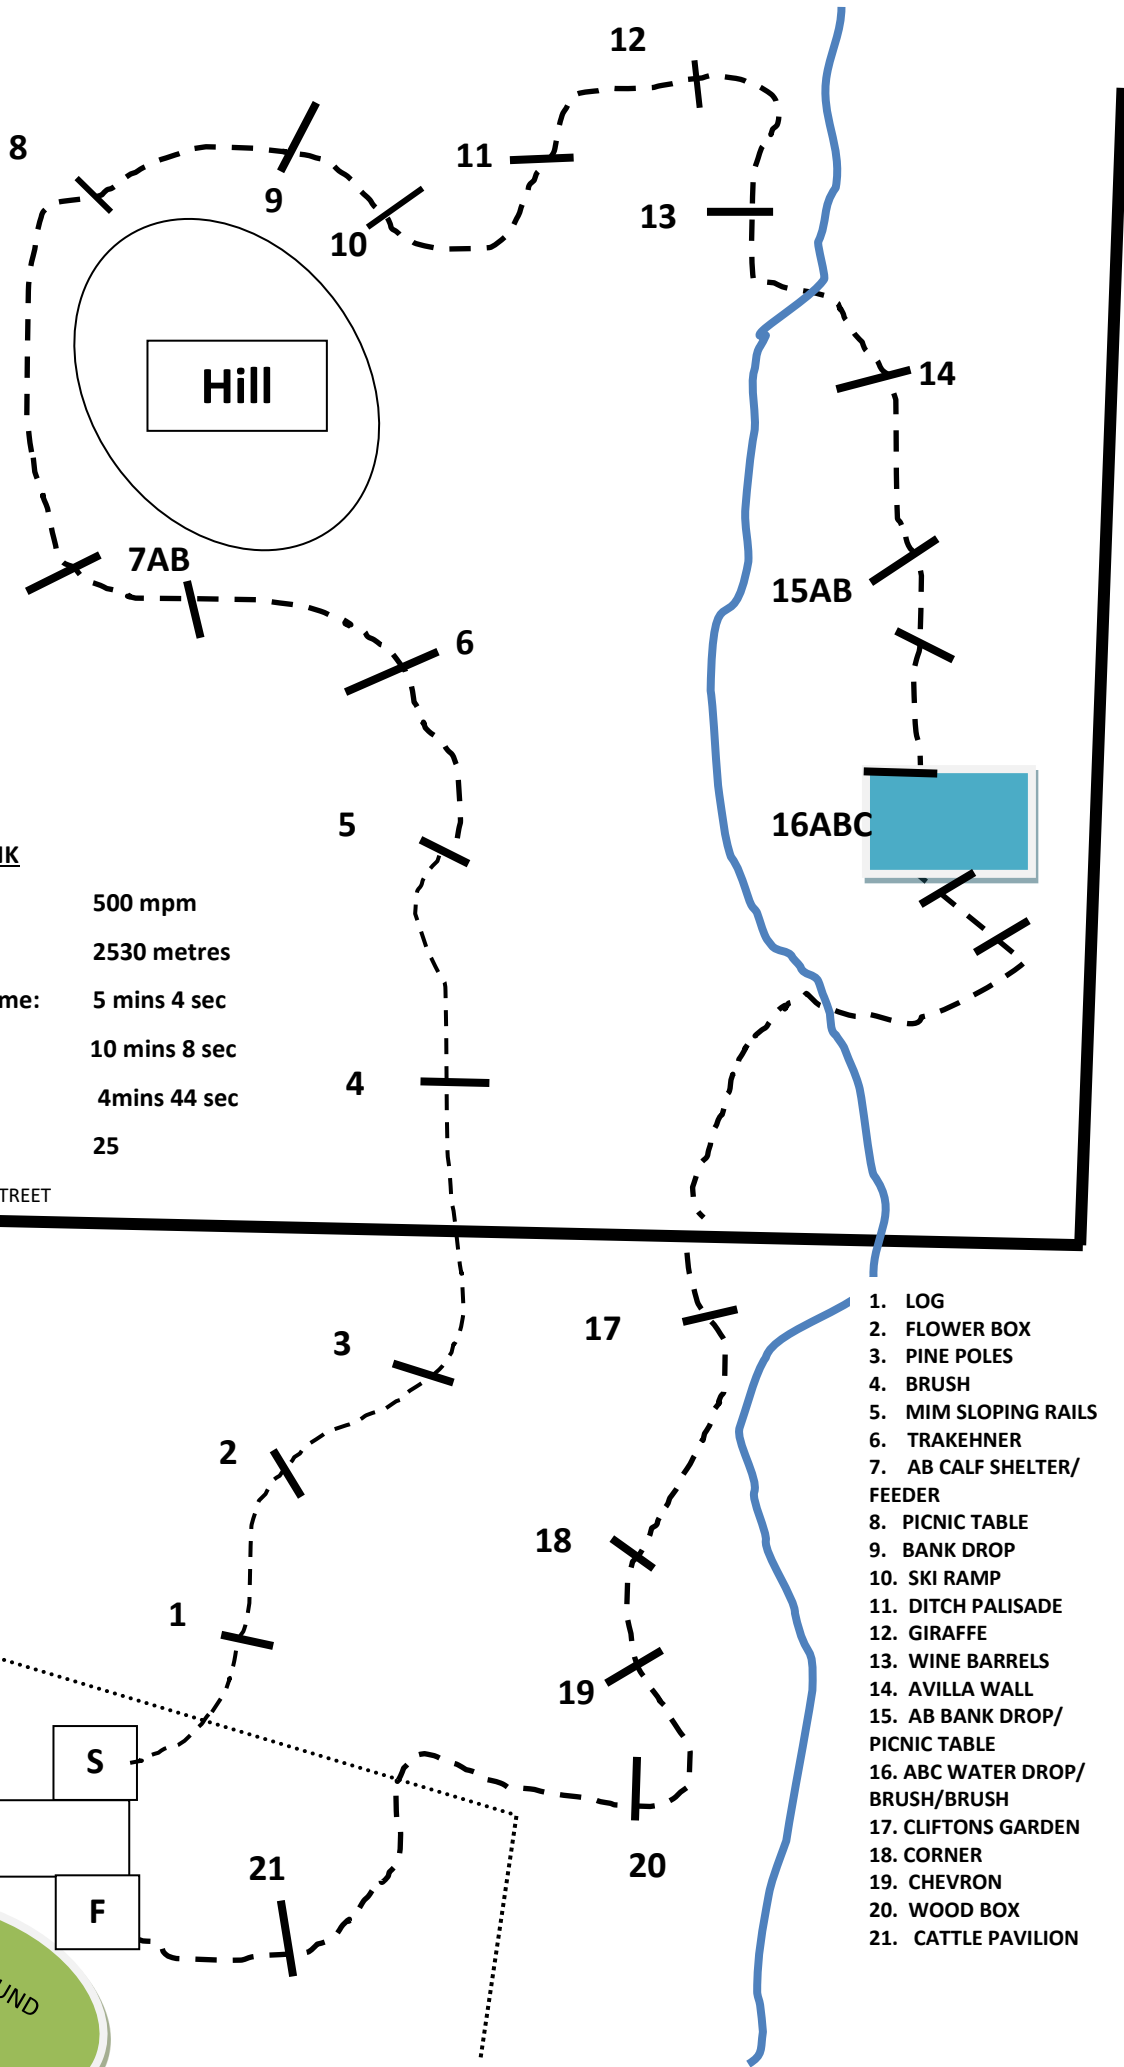 12
8
11
9
13
10
Hill
14
7AB
15AB
6
5
16ABC
IK
500 mpm
2530 metres
me: 5 mins 4 sec
10 mins 8 sec
4
4mins 44 sec
25
TREET
17
3
2
18
1
19
S
20
21
F
UND
1. LOG
2. FLOWER BOX
3. PINE POLES
4. BRUSH
5. MIM SLOPING RAILS
6. TRAKEHNER
7. AB CALF SHELTER/
FEEDER
8. PICNIC TABLE
9. BANK DROP
10. SKI RAMP
11. DITCH PALISADE
12. GIRAFFE
13. WINE BARRELS
14. AVILLA WALL
15. AB BANK DROP/
PICNIC TABLE
16. ABC WATER DROP/
BRUSH/BRUSH
17. CLIFTONS GARDEN
18. CORNER
19. CHEVRON
20. WOOD BOX
21. CATTLE PAVILION